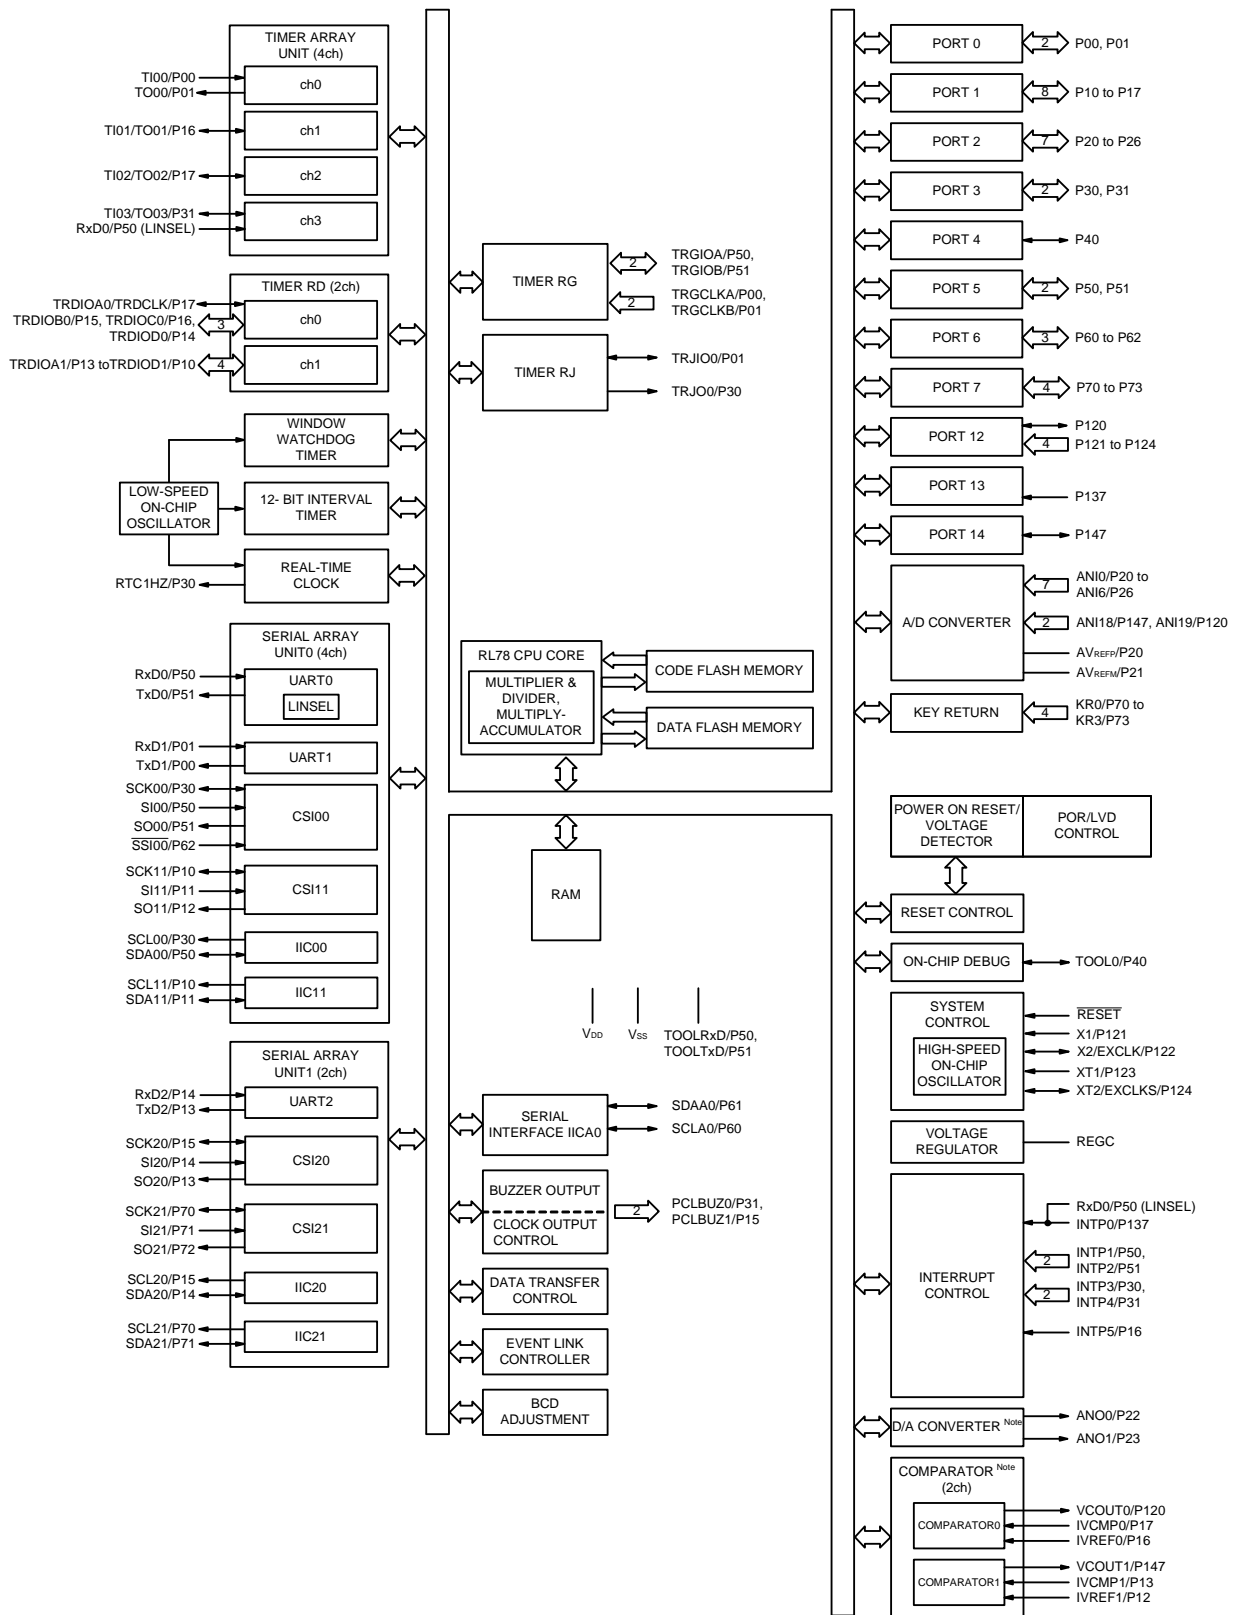 TIMER ARRAY
UNIT (4ch)
TI00/P00
TO00/P01
ch0
TI01/TO01/P16
ch1
TI02/TO02/P17
ch2
TI03/TO03/P31
RxD0/P50 (LINSEL)
ch3
TIMER RD (2ch)
TRDIOA0/TRDCLK/P17
TRDIOB0/P15, TRDIOC0/P16,
TRDIOD0/P14
3
ch0
TRDIOA1/P13 toTRDIOD1/P10
4
ch1
WINDOW
WATCHDOG
TIMER
LOW-SPEED
ON-CHIP
OSCILLATOR
12- BIT INTERVAL
TIMER
REAL-TIME
CLOCK
RTC1HZ/P30
SERIAL ARRAY
UNIT0 (4ch)
RxD0/P50
TxD0/P51
UART0
LINSEL
RxD1/P01
TxD1/P00
UART1
SCK00/P30
SI00/P50
SO00/P51
SSI00/P62
CSI00
SCK11/P10
SI11/P11
SO11/P12
CSI11
SCL00/P30
SDA00/P50
IIC00
SCL11/P10
SDA11/P11
IIC11
SERIAL ARRAY
UNIT1 (2ch)
RxD2/P14
TxD2/P13
UART2
SCK20/P15
SI20/P14
SO20/P13
CSI20
SCK21/P70
SI21/P71
SO21/P72
CSI21
SCL20/P15
SDA20/P14
IIC20
SCL21/P70
SDA21/P71
IIC21
TIMER RG
2
TRGIOA/P50,
TRGIOB/P51
2
TRGCLKA/P00,
TRGCLKB/P01
TIMER RJ
TRJIO0/P01
TRJO0/P30
RL78 CPU CORE
MULTIPLIER &
DIVIDER,
MULTIPLY-
ACCUMULATOR
CODE FLASH MEMORY
DATA FLASH MEMORY
RAM
VDD
VSS
TOOLRxD/P50,
TOOLTxD/P51
SERIAL
INTERFACE IICA0
SDAA0/P61
SCLA0/P60
BUZZER OUTPUT
CLOCK OUTPUT
CONTROL
2
PCLBUZ0/P31,
PCLBUZ1/P15
DATA TRANSFER
CONTROL
EVENT LINK
CONTROLLER
BCD
ADJUSTMENT
PORT 0
2
P00, P01
PORT 1
8
P10 to P17
PORT 2
7
P20 to P26
PORT 3
2
P30, P31
PORT 4
P40
PORT 5
2
P50, P51
PORT 6
3
P60 to P62
PORT 7
4
P70 to P73
PORT 12
P120
4
P121 to P124
PORT 13
P137
PORT 14
P147
A/D CONVERTER
7
ANI0/P20 to
ANI6/P26
2
ANI18/P147, ANI19/P120
AVREFP/P20
AVREFM/P21
KEY RETURN
4
KR0/P70 to
KR3/P73
POWER ON RESET/
VOLTAGE
DETECTOR
POR/LVD
CONTROL
RESET CONTROL
ON-CHIP DEBUG
TOOL0/P40
SYSTEM
CONTROL
HIGH-SPEED
ON-CHIP
OSCILLATOR
RESET
X1/P121
X2/EXCLK/P122
XT1/P123
XT2/EXCLKS/P124
VOLTAGE
REGULATOR
REGC
INTERRUPT
CONTROL
RxD0/P50 (LINSEL)
INTP0/P137
2
INTP1/P50,
INTP2/P51
2
INTP3/P30,
INTP4/P31
INTP5/P16
D/A CONVERTER Note
ANO0/P22
ANO1/P23
COMPARATOR Note
(2ch)
COMPARATOR0
VCOUT0/P120
IVCMP0/P17
IVREF0/P16
COMPARATOR1
VCOUT1/P147
IVCMP1/P13
IVREF1/P12